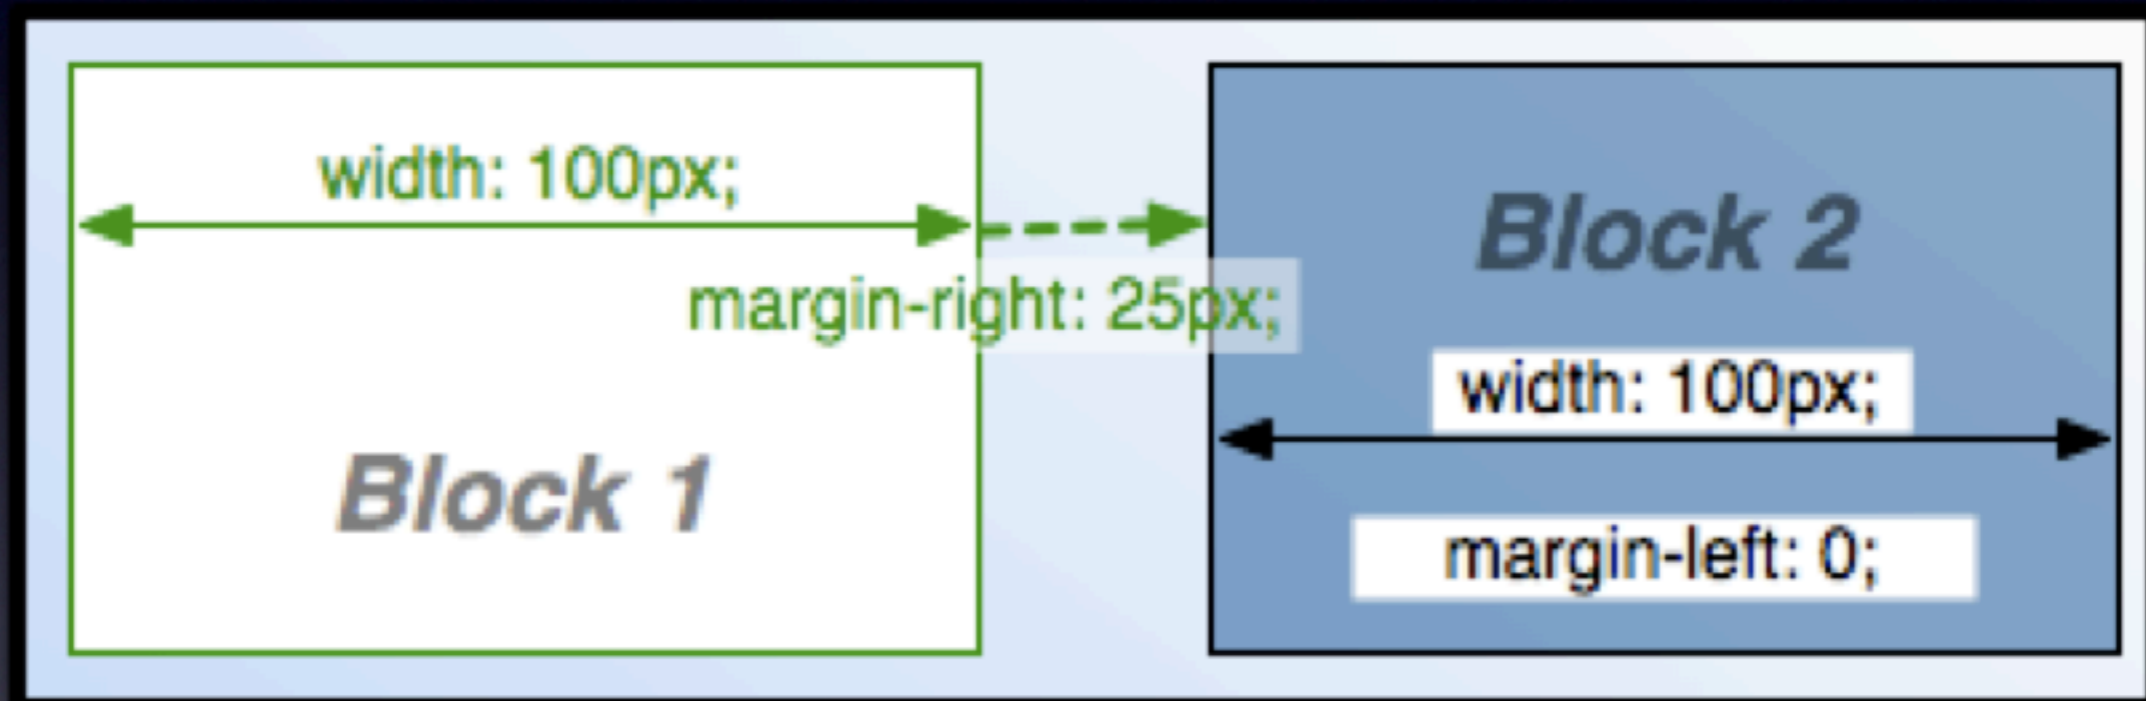 width: 100px;
margin-right: 25px;
Block 1
Block 2
width: 100px;
margin-left: 0;